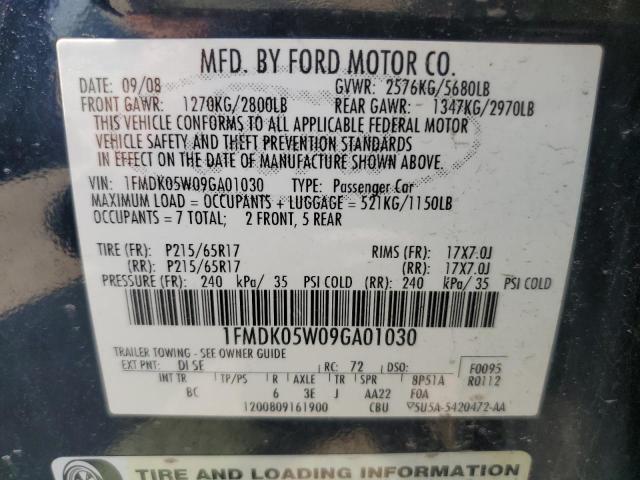 MFD. BY FORD MOTOR CO.
DATE: 09/08 GVWR: 2576KG/5680LB
FRONT GAWR: 1270KG/2800LB REAR GAWR: 1347KG/2970LB
THIS VEHICLE CONFORMS TO ALL APPLICABLE FEDERAL MOTOR
VEHICLE SAFETY AND THEFT PREVENTION STANDARDS
IN EFFECT ON THE DATE OF MANUFACTURE SHOWN ABOVE.
VIN: 1FMDK05W09GA01030 TYPE: Passenger Car
MAXIMUM LOAD = OCCUPANTS + LUGGAGE = 521KG/1150LB
OCCUPANTS = 7 TOTAL; 2 FRONT, 5 REAR
TIRE (FR): P215/65R17 RIMS (FR): 17X7.0J
(RR): P215/65R17 (RR): 17X7.0J
PRESSURE (FR): 240 kPa/ 35 PSI COLD (RR): 240 kPa/ 35 PSI COLD
1FMDK05W09GA01030
TRAILER TOWING - SEE OWNER GUIDE
EXT PNT: DI SE RC: 72 DSO: F0095
INT TR TP/PS R AXLE TR SPR 8P51A R0112
BC 6 3E J AA22 F0A
1200809161900 CBU 5U5A-5420472-AA
TIRE AND LOADING INFORMATION